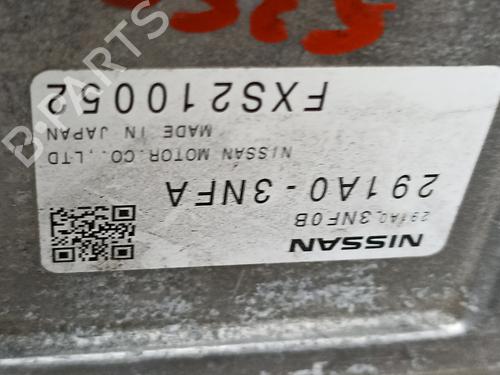 NISSAN
291A0 3NF0B
291A0-3NFA
NISSAN MOTOR.CO.,LTD
MADE IN JAPAN
FXS210052
B-PARTS